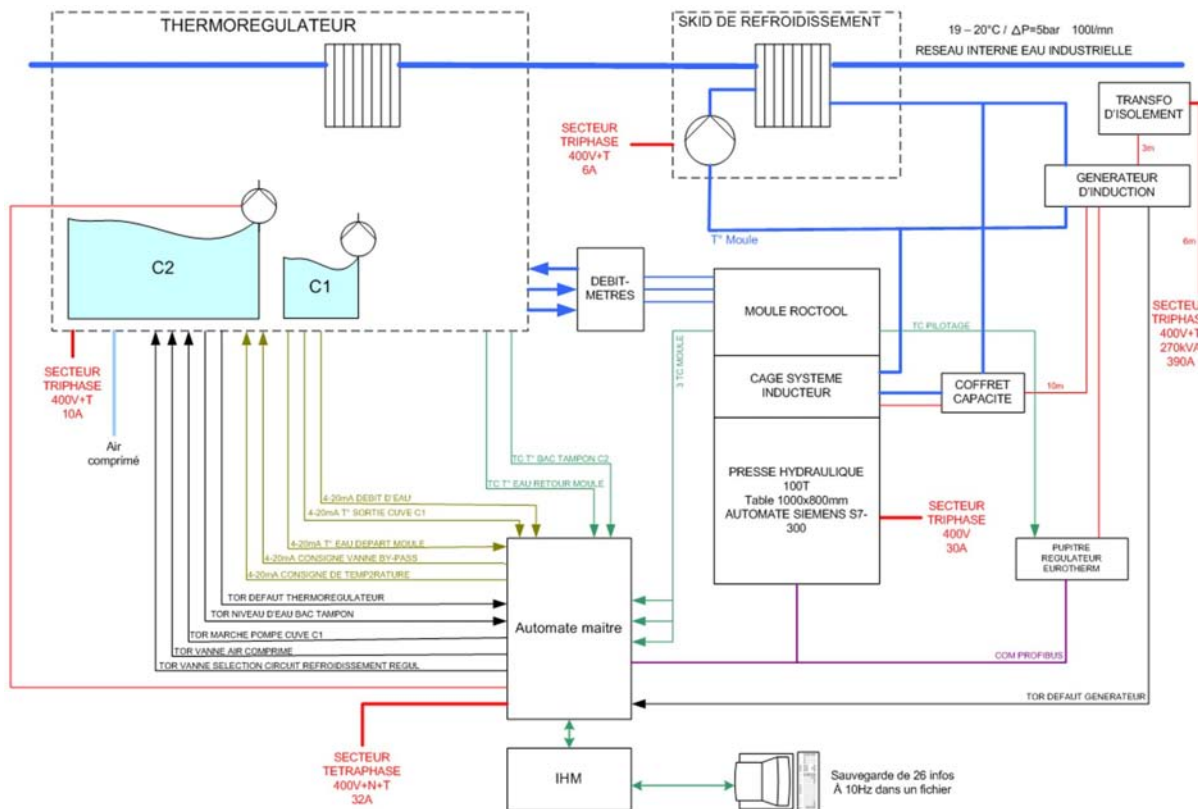 THERMOREGULATEUR
SKID DE REFROIDISSEMENT
19 – 20°C / ΔP=5bar 100l/mn
RESEAU INTERNE EAU INDUSTRIELLE
TRANSFO
D'ISOLEMENT
SECTEUR
TRIPHASE
400V+T
6A
3m
GENERATEUR
D'INDUCTION
T° Moule
6m
C2
C1
DEBIT-
METRES
MOULE ROCTOOL
TC PILOTAGE
SECTEUR
TRIPHASE
400V+T
270kVA
390A
3 TC MOULE
SECTEUR
TRIPHASE
400V+T
10A
Air
comprimé
CAGE SYSTEME
INDUCTEUR
COFFRET
CAPACITE
10m
TC T° BAC TAMPON C2
TC T° EAU RETOUR MOULE
PRESSE HYDRAULIQUE
100T
Table 1000x800mm
AUTOMATE SIEMENS S7-
300
SECTEUR
TRIPHASE
400V
30A
4-20mA DEBIT D'EAU
4-20mA T° SORTIE CUVE C1
4-20mA T° EAU DEPART MOULE
4-20mA CONSIGNE VANNE BY-PASS
4-20mA CONSIGNE DE TEMP2RATURE
PUPITRE
REGULATEUR
EUROTHERM
TOR DEFAUT THERMOREGULATEUR
TOR NIVEAU D'EAU BAC TAMPON
TOR MARCHE POMPE CUVE C1
TOR VANNE AIR COMPRIME
TOR VANNE SELECTION CIRCUIT REFROIDISSEMENT REGUL
Automate maitre
COM PROFIBUS
TOR DEFAUT GENERATEUR
SECTEUR
TETRAPHASE
400V+N+T
32A
IHM
Sauvegarde de 26 infos
À 10Hz dans un fichier